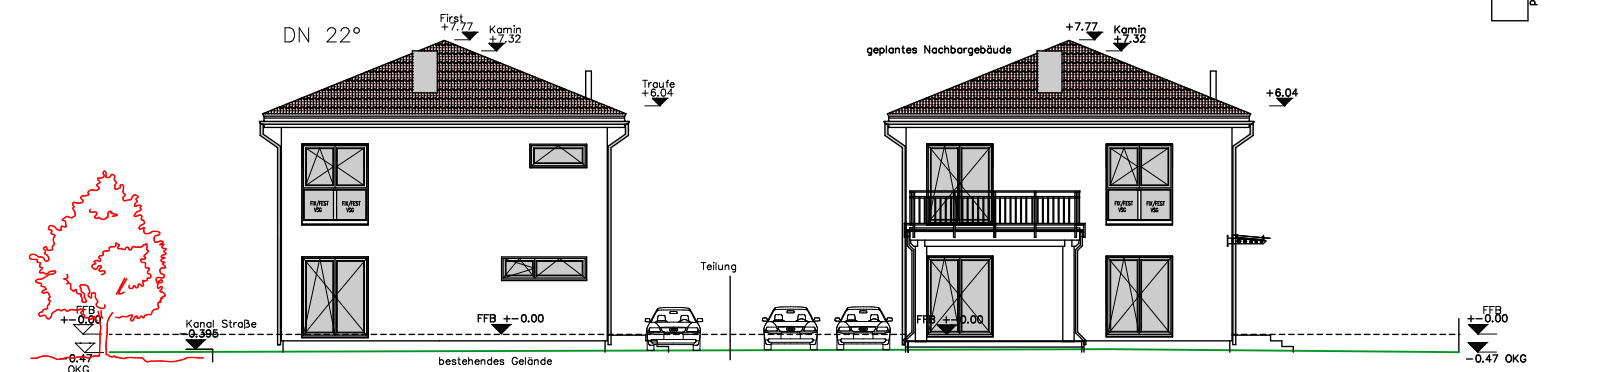 DN 22°
First
+7.77
Kamin
+7.32
Traufe
+6.04
FIX/FEST
VSG
FIX/FEST
VSG
FFB
+-0.00
Kanal Straße
-0.395
-0.47
OKG
FFB +-0.00
bestehendes Gelände
Teilung
geplantes Nachbargebäude
+7.77
Kamin
+7.32
+6.04
FIX/FEST
VSG
FIX/FEST
VSG
FFB +-0.00
FFB
+-0.00
-0.47 OKG